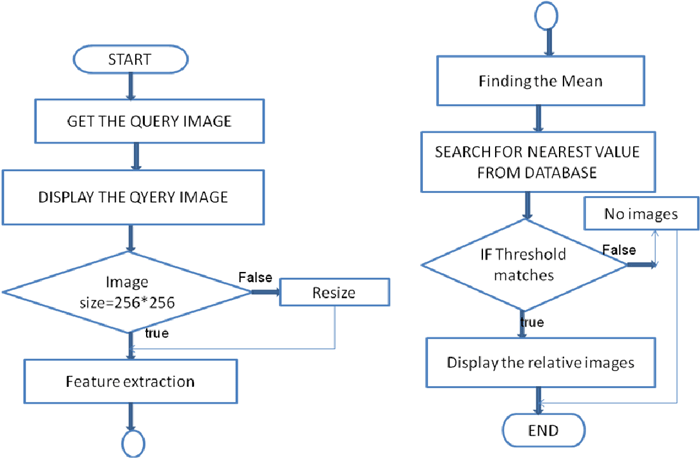 START
GET THE QUERY IMAGE
DISPLAY THE QYERY IMAGE
Image
size=256*256
False
Resize
true
Feature extraction
Finding the Mean
SEARCH FOR NEAREST VALUE
FROM DATABASE
No images
IF Threshold
matches
False
true
Display the relative images
END